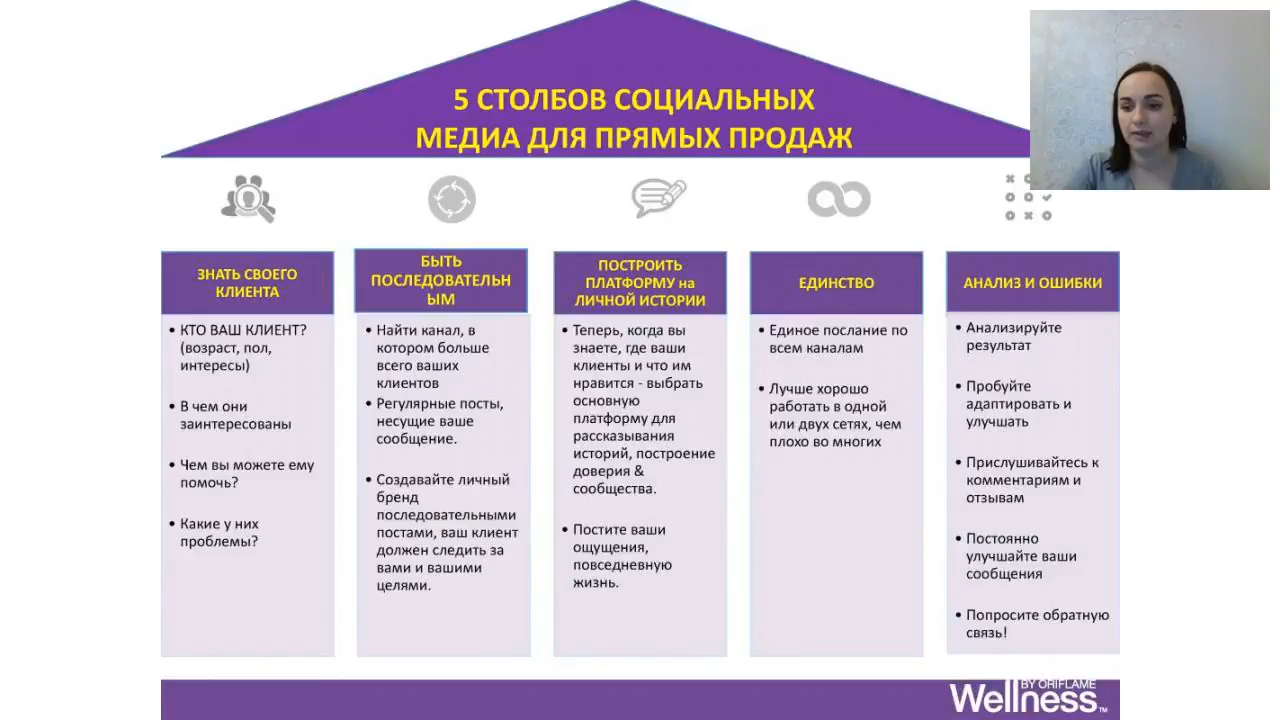 5 СТОЛБОВ СОЦИАЛЬНЫХ
МЕДИА ДЛЯ ПРЯМЫХ ПРОДАЖ
ЗНАТЬ СВОЕГО
КЛИЕНТА
• КТО ВАШ КЛИЕНТ?
(возраст, пол,
интересы)
• В чем они
заинтересованы
• Чем вы можете ему
помочь?
• Какие у них
проблемы?
БЫТЬ
ПОСЛЕДОВАТЕЛЬН
ЫМ
• Найти канал, в
котором больше
всего ваших
клиентов
• Регулярные посты,
несущие ваше
сообщение.
• Создавайте личный
бренд
последовательными
постами, ваш клиент
должен следить за
вами и вашими
целями.
ПОСТРОИТЬ
ПЛАТФОРМУ на
ЛИЧНОЙ ИСТОРИИ
• Теперь, когда вы
знаете, где ваши
клиенты и что им
нравится - выбрать
основную
платформу для
рассказывания
историй, построение
доверия &
сообщества.
• Постите ваши
ощущения,
повседневную
жизнь.
ЕДИНСТВО
• Единое послание по
всем каналам
• Лучше хорошо
работать в одной
или двух сетях, чем
плохо во многих
АНАЛИЗ И ОШИБКИ
• Анализируйте
результат
• Пробуйте
адаптировать и
улучшать
• Прислушивайтесь к
комментариям и
отзывам
• Постоянно
улучшайте ваши
сообщения
• Попросите обратную
связь!
BY ORIFLAME
Wellness™